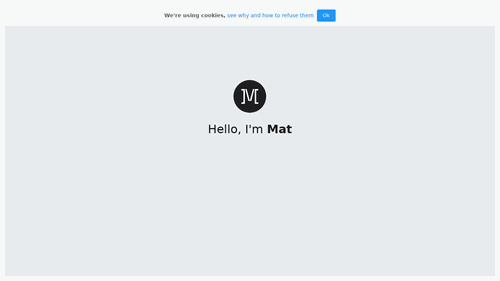 We're using cookies, see why and how to refuse them Ok
]V[
Hello, I'm Mat